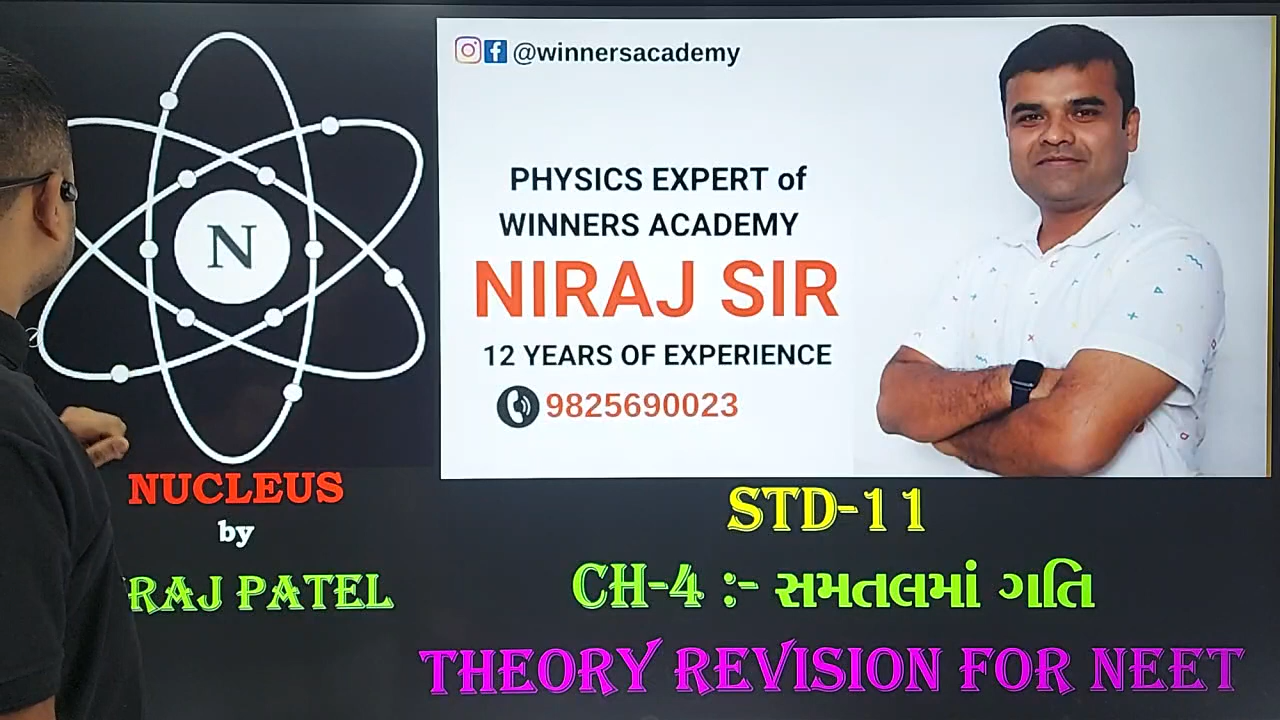 @winnersacademy
PHYSICS EXPERT of
WINNERS ACADEMY
NIRAJ SIR
12 YEARS OF EXPERIENCE
9825690023
N
NUCLEUS
by
RAJ PATEL
STD-11
CH-4 :- સમતલમાં ગતિ
THEORY REVISION FOR NEET